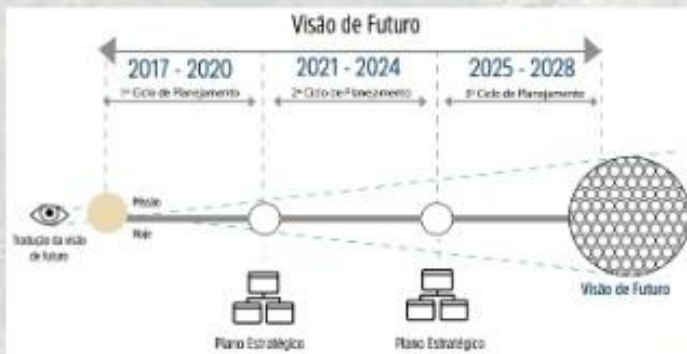 Visão de Futuro
2017 - 2020
2021 - 2024
2025 - 2028
1º Ciclo de Planejamento
2º Ciclo de Planejamento
3º Ciclo de Planejamento
Missão
Hoje
Tradução da visão
de futuro
Visão de Futuro
Plano Estratégico
Plano Estratégico